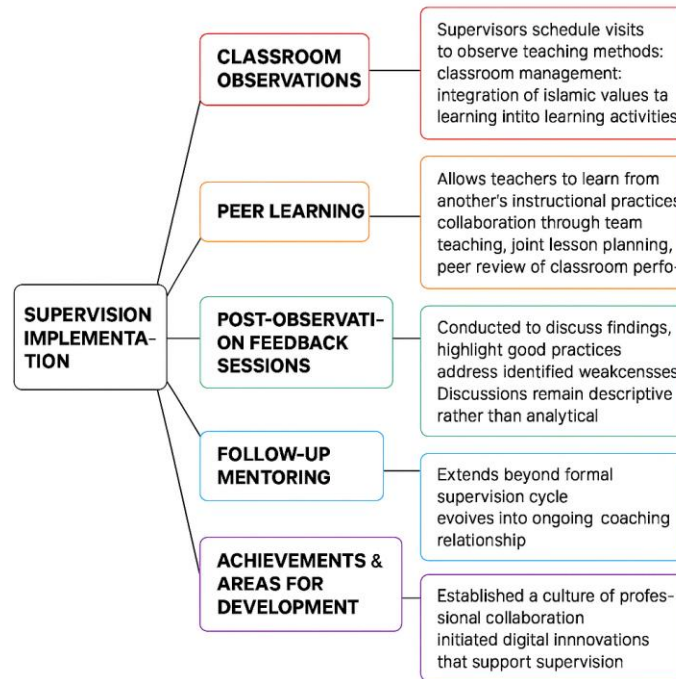 CLASSROOM
OBSERVATIONS
Supervisors schedule visits
to observe teaching methods:
classroom management:
integration of islamic values ta
learning intito learning activities
PEER LEARNING
Allows teachers to learn from
another's instructional practices
collaboration through team
teaching, joint lesson planning,
peer review of classroom perfo-
SUPERVISION
IMPLEMENTA-
TION
POST-OBSERVATI-
ON FEEDBACK
SESSIONS
Conducted to discuss findings,
highlight good practices
address identified weakcensses
Discussions remain descriptive
rather than analytical
FOLLOW-UP
MENTORING
Extends beyond formal
supervision cycle
evolves into ongoing coaching
relationship
ACHIEVEMENTS &
AREAS FOR
DEVELOPMENT
Established a culture of profes-
sional collaboration
initiated digital innnovations
that support supervision